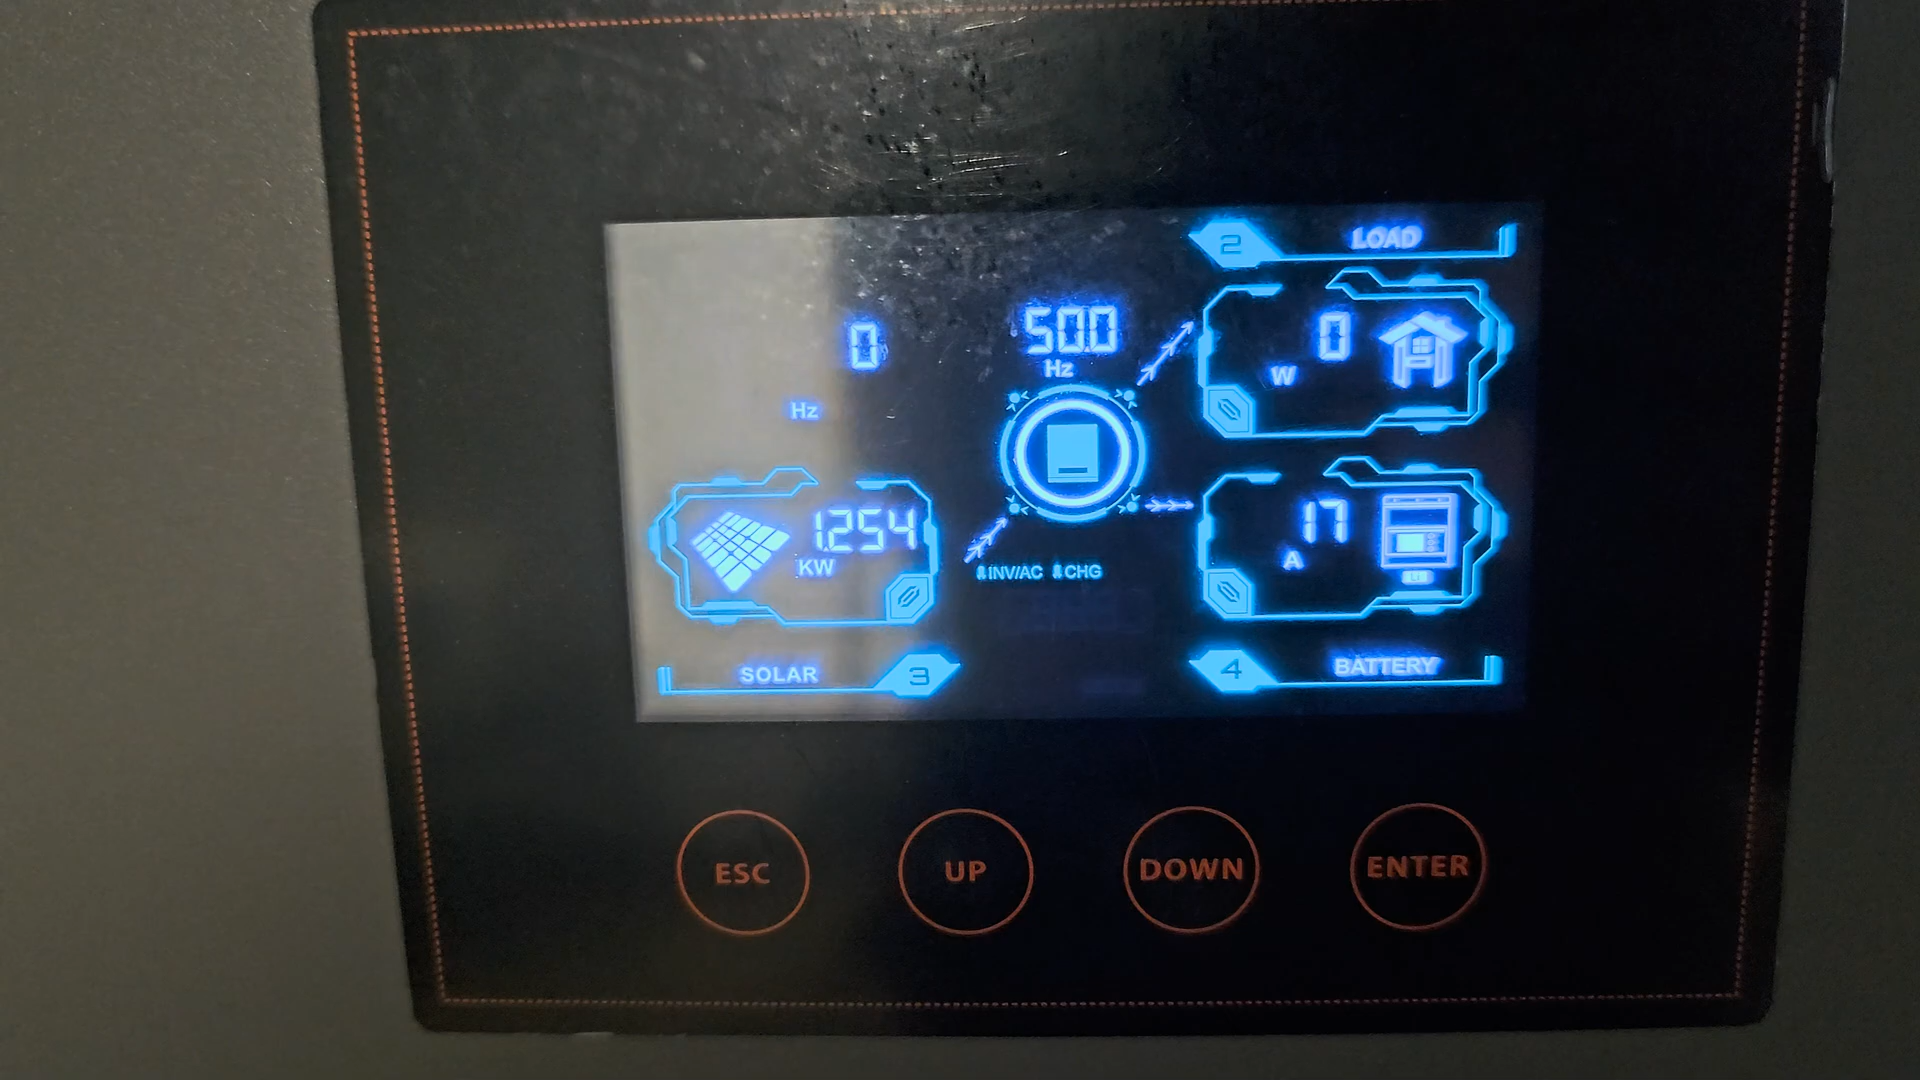 2 LOAD
0
Hz
500
Hz
0
W
1.254
KW
INV/AC CHG
17
A
LI
SOLAR 3
4 BATTERY
ESC UP DOWN ENTER